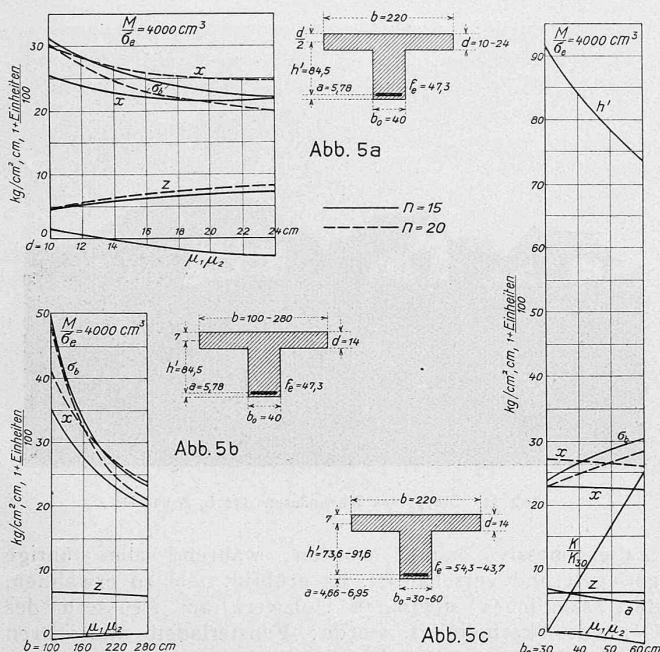 M/σe = 4000 cm³
kg/cm², cm, 1+ Einheiten/100
30
20
10
5
0
x
σb
x
z
μ1 μ2
d = 10 12 14 16 18 20 22 24 cm
b = 220
d/2
d = 10-24
h' = 84,5
a = 5,78
fe = 47,3
b0 = 40
Abb. 5a
n = 15
n = 20
M/σe = 4000 cm³
kg/cm², cm, 1+ Einheiten/100
50
40
30
20
10
0
σb
x
z
μ1 μ2
b = 100 160 220 280 cm
b = 100-280
7
d = 14
h' = 84,5
a = 5,78
fe = 47,3
b0 = 40
Abb. 5b
b = 220
7
d = 14
h' = 73,6-91,6
fe = 54,3-43,7
a = 4,66-6,95
b0 = 30-60
Abb. 5c
M/σe = 4000 cm³
kg/cm², cm, 1+ Einheiten/100
90
80
70
60
50
40
30
20
10
0
h'
σb
x
x
K/K30
z
a
μ1 μ2
b0 = 30 40 50 60 cm